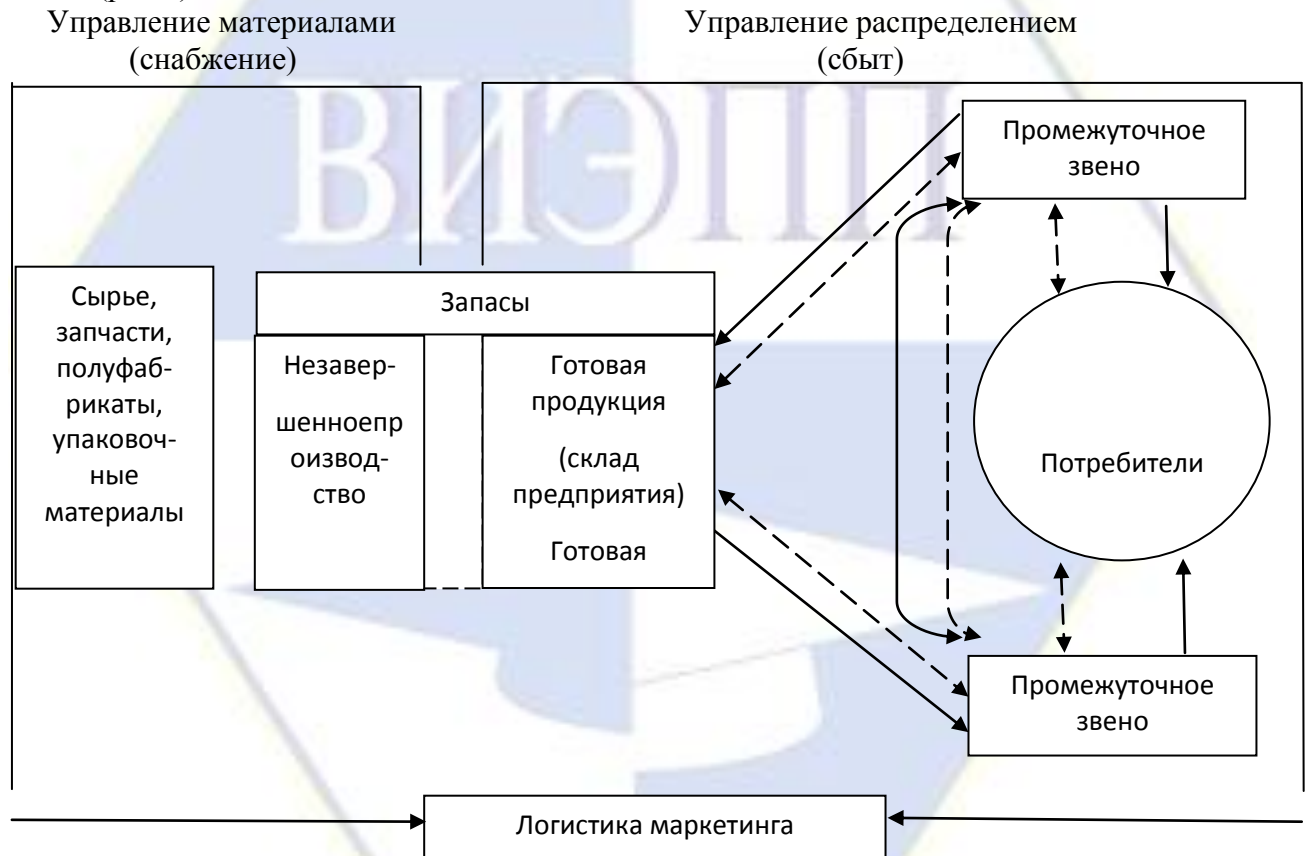 Управление материалами
(снабжение)
Управление распределением
(сбыт)
ВИЭПП
Промежуточное
звено
Сырье,
запчасти,
полуфаб-
рикаты,
упаковоч-
ные
материалы
Запасы
Незавер-
шенноепр
оизвод-
ство
Готовая
продукция
(склад
предприятия)
Готовая
Потребители
Промежуточное
звено
Логистика маркетинга